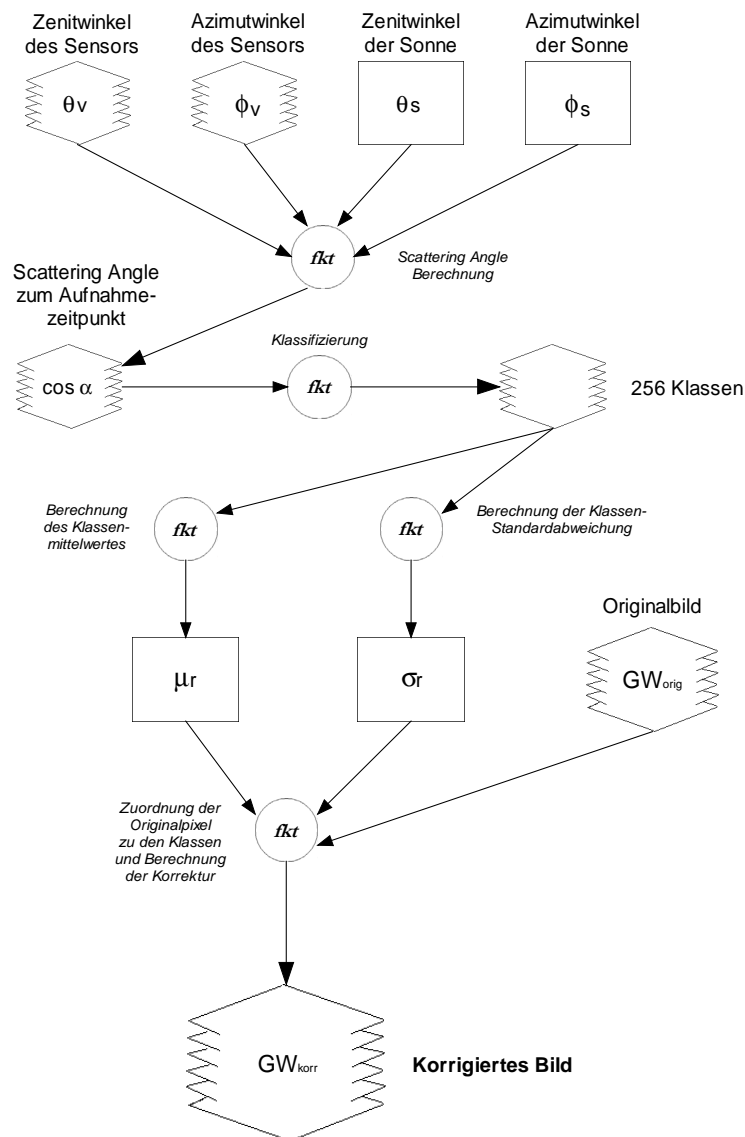 Zenitwinkel
des Sensors
Azimutwinkel
des Sensors
Zenitwinkel
der Sonne
Azimutwinkel
der Sonne
θv
ϕv
θs
ϕs
fkt
Scattering Angle
Berechnung
Scattering Angle
zum Aufnahme-
zeitpunkt
Klassifizierung
cos α
fkt
256 Klassen
Berechnung
des Klassen-
mittelwertes
fkt
fkt
Berechnung der Klassen-
Standardabweichung
Originalbild
μr
σr
GWorig
Zuordnung der
Originalpixel
zu den Klassen
und Berechnung
der Korrektur
fkt
GWkorr
Korrigiertes Bild